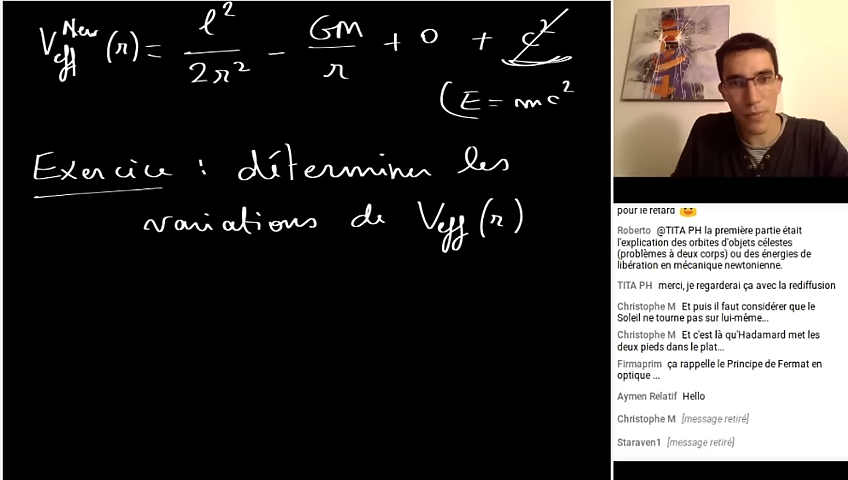 V_eff^New (r) = l²/2r² - GM/r + 0 + c²
(E = mc²
Exercice : déterminer les
variations de V_eff (r)
pour le retard 😀
Roberto @TITA PH la première partie était
l'explication des orbites d'objets célestes
(problèmes à deux corps) ou des énergies de
libération en mécanique newtonienne.
TITA PH merci, je regarderai ça avec la rediffusion
Christophe M Et puis il faut considérer que le
Soleil ne tourne pas sur lui-même...
Christophe M Et c'est là qu'Hadamard met les
deux pieds dans le plat...
Firmaprim ça rappelle le Principe de Fermat en
optique ...
Aymen Relatif Hello
Christophe M [message retiré]
Staraven1 [message retiré]